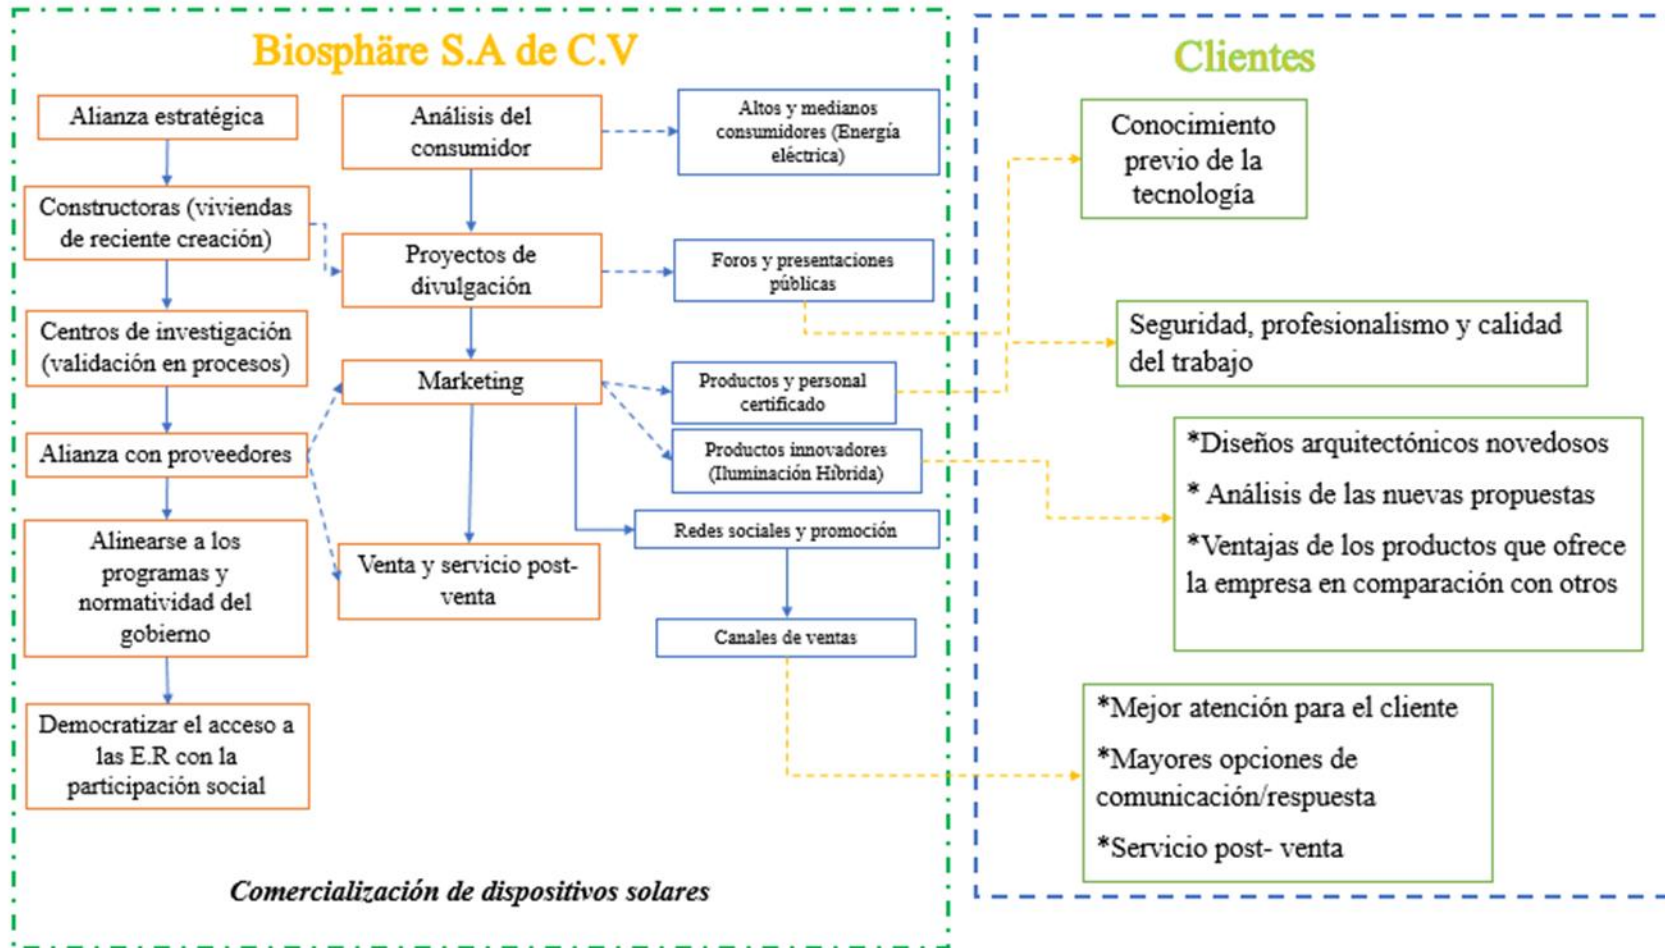 Biosphäre S.A de C.V
Alianza estratégica
Constructoras (viviendas
de reciente creación)
Centros de investigación
(validación en procesos)
Alianza con proveedores
Alinearse a los
programas y
normatividad del
gobierno
Democratizar el acceso a
las E.R con la
participación social
Análisis del
consumidor
Proyectos de
divulgación
Marketing
Venta y servicio post-
venta
Altos y medianos
consumidores (Energía
eléctrica)
Foros y presentaciones
públicas
Productos y personal
certificado
Productos innovadores
(Iluminación Híbrida)
Redes sociales y promoción
Canales de ventas
Comercialización de dispositivos solares
Clientes
Conocimiento
previo de la
tecnología
Seguridad, profesionalismo y calidad
del trabajo
*Diseños arquitectónicos novedosos
* Análisis de las nuevas propuestas
*Ventajas de los productos que ofrece
la empresa en comparación con otros
*Mejor atención para el cliente
*Mayores opciones de
comunicación/respuesta
*Servicio post- venta